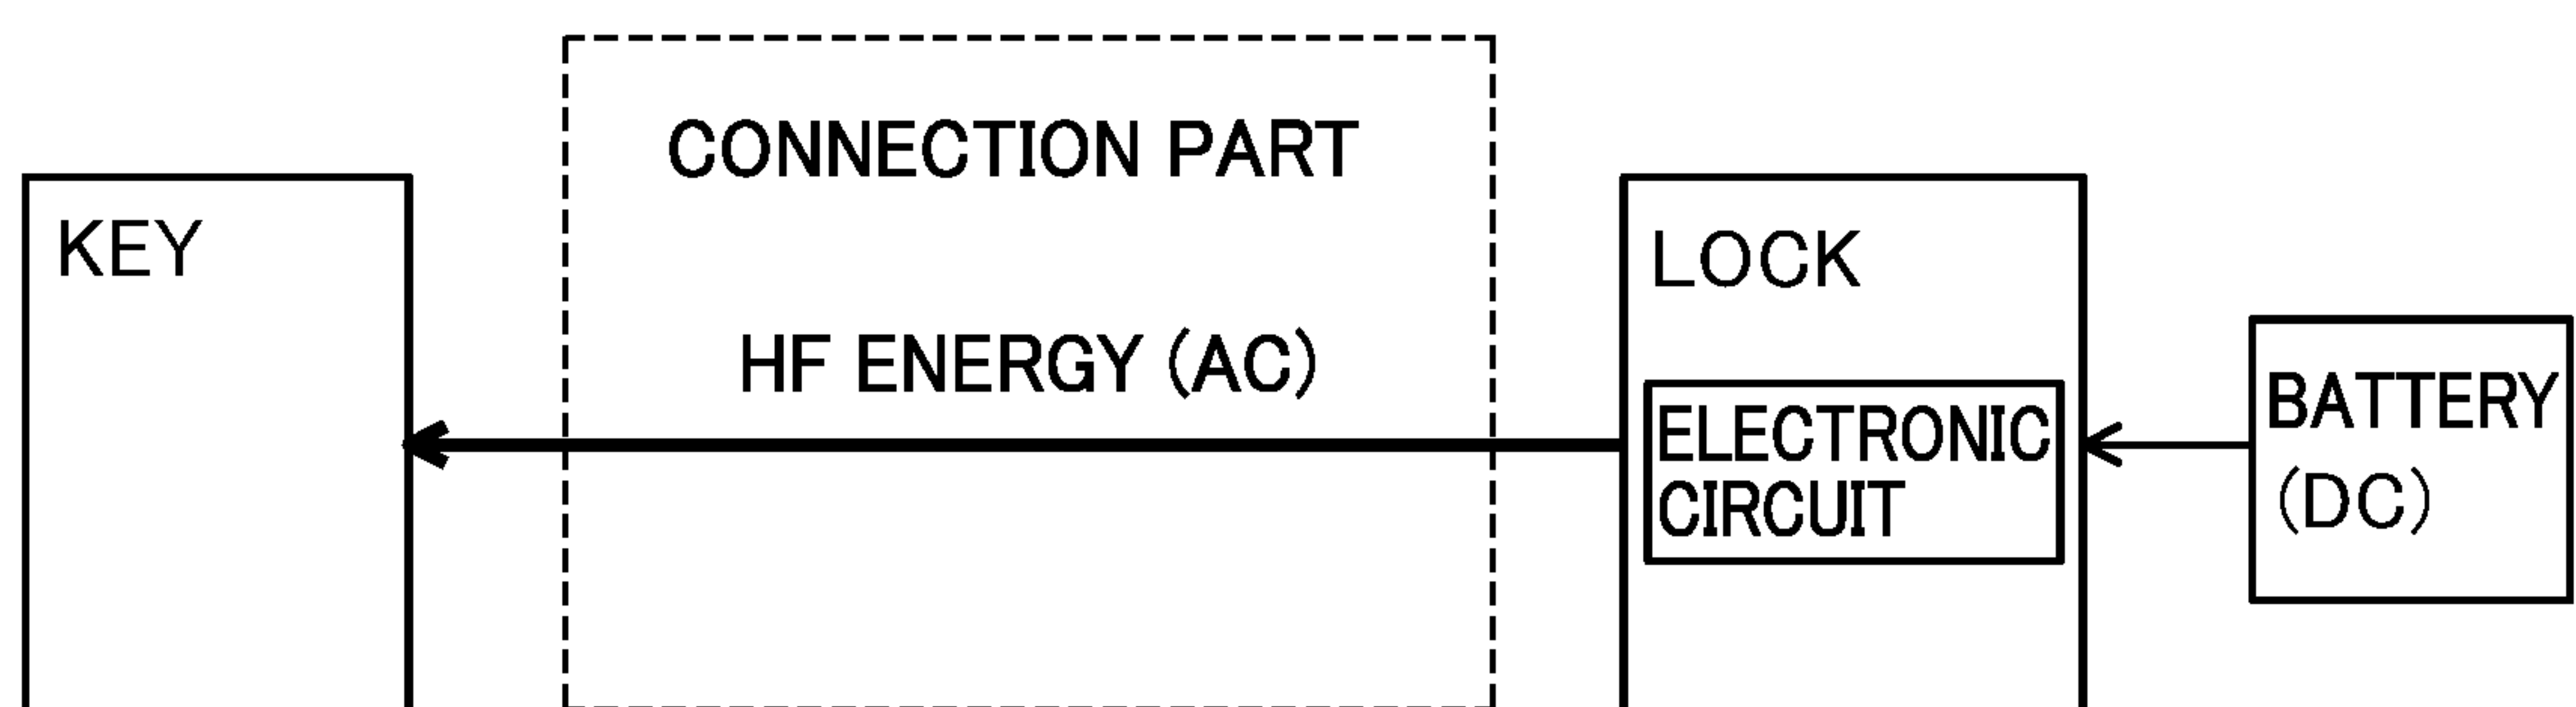 CONNECTION PART
KEY
LOCK
HF ENERGY (AC)
BATTERY
(DC)
ELECTRONIC
CIRCUIT